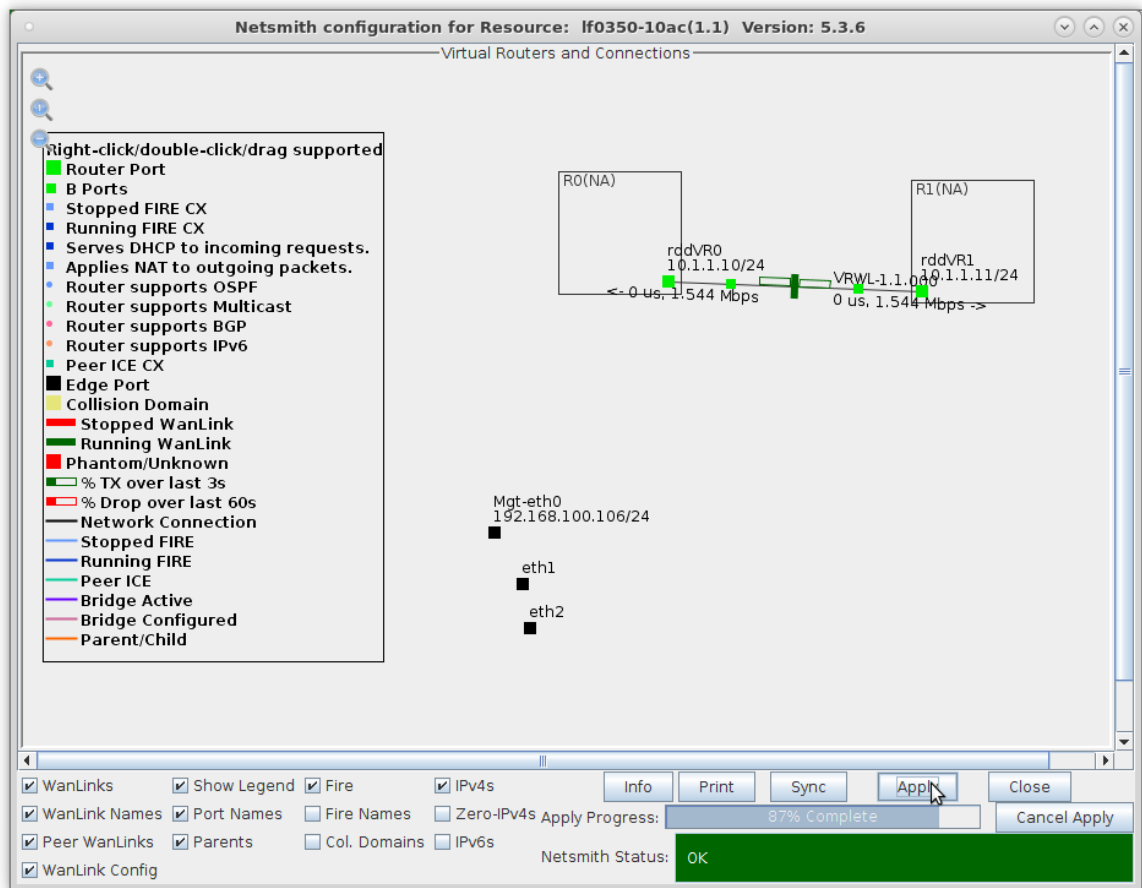 Netsmith configuration for Resource:  lf0350-10ac(1.1)  Version: 5.3.6
Virtual Routers and Connections
Right-click/double-click/drag supported
Router Port
B Ports
Stopped FIRE CX
Running FIRE CX
Serves DHCP to incoming requests.
Applies NAT to outgoing packets.
Router supports OSPF
Router supports Multicast
Router supports BGP
Router supports IPv6
Peer ICE CX
Edge Port
Collision Domain
Stopped WanLink
Running WanLink
Phantom/Unknown
% TX over last 3s
% Drop over last 60s
Network Connection
Stopped FIRE
Running FIRE
Peer ICE
Bridge Active
Bridge Configured
Parent/Child
R0(NA)
rddVR0
10.1.1.10/24
<- 0 us, 1.544 Mbps
R1(NA)
rddVR1
10.1.1.11/24
VRWL-1.1.000
0 us, 1.544 Mbps ->
Mgt-eth0
192.168.100.106/24
eth1
eth2
WanLinks Show Legend Fire IPv4s Info Print Sync Apply Close
WanLink Names Port Names Fire Names Zero-IPv4s Apply Progress: 87% Complete Cancel Apply
Peer WanLinks Parents Col. Domains IPv6s Netsmith Status: OK
WanLink Config